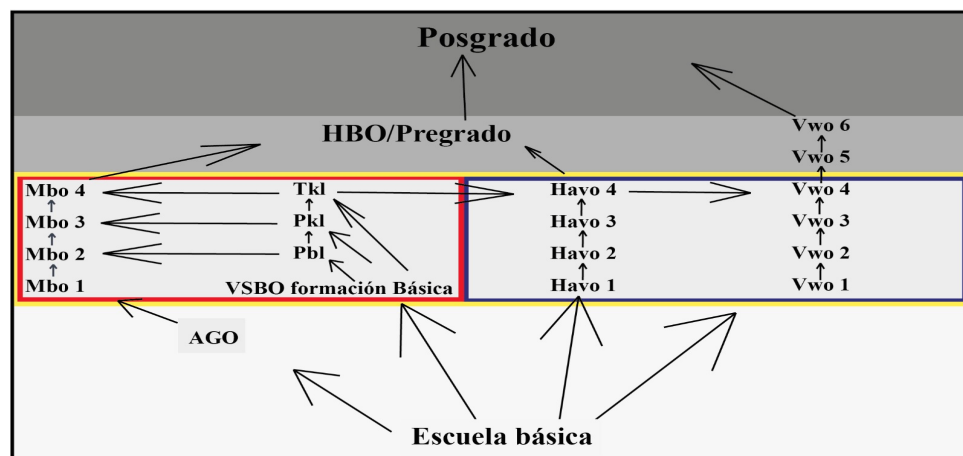 Posgrado
HBO/Pregrado
Vwo 6
Vwo 5
Mbo 4 Tkl Havo 4 Vwo 4
Mbo 3 Pkl Havo 3 Vwo 3
Mbo 2 Pbl Havo 2 Vwo 2
Mbo 1 VSBO formación Básica Havo 1 Vwo 1
AGO
Escuela básica